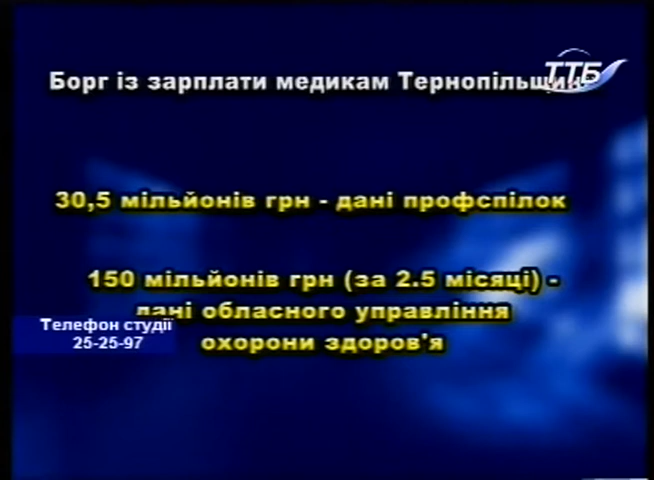 ТТБ
Борг із зарплати медикам
30,5 мільйонів грн - дані профспілок
150 мільйонів грн (за 2.5 місяці) -
дані обласного управління
охорони здоров'я
Телефон студії
25-25-97